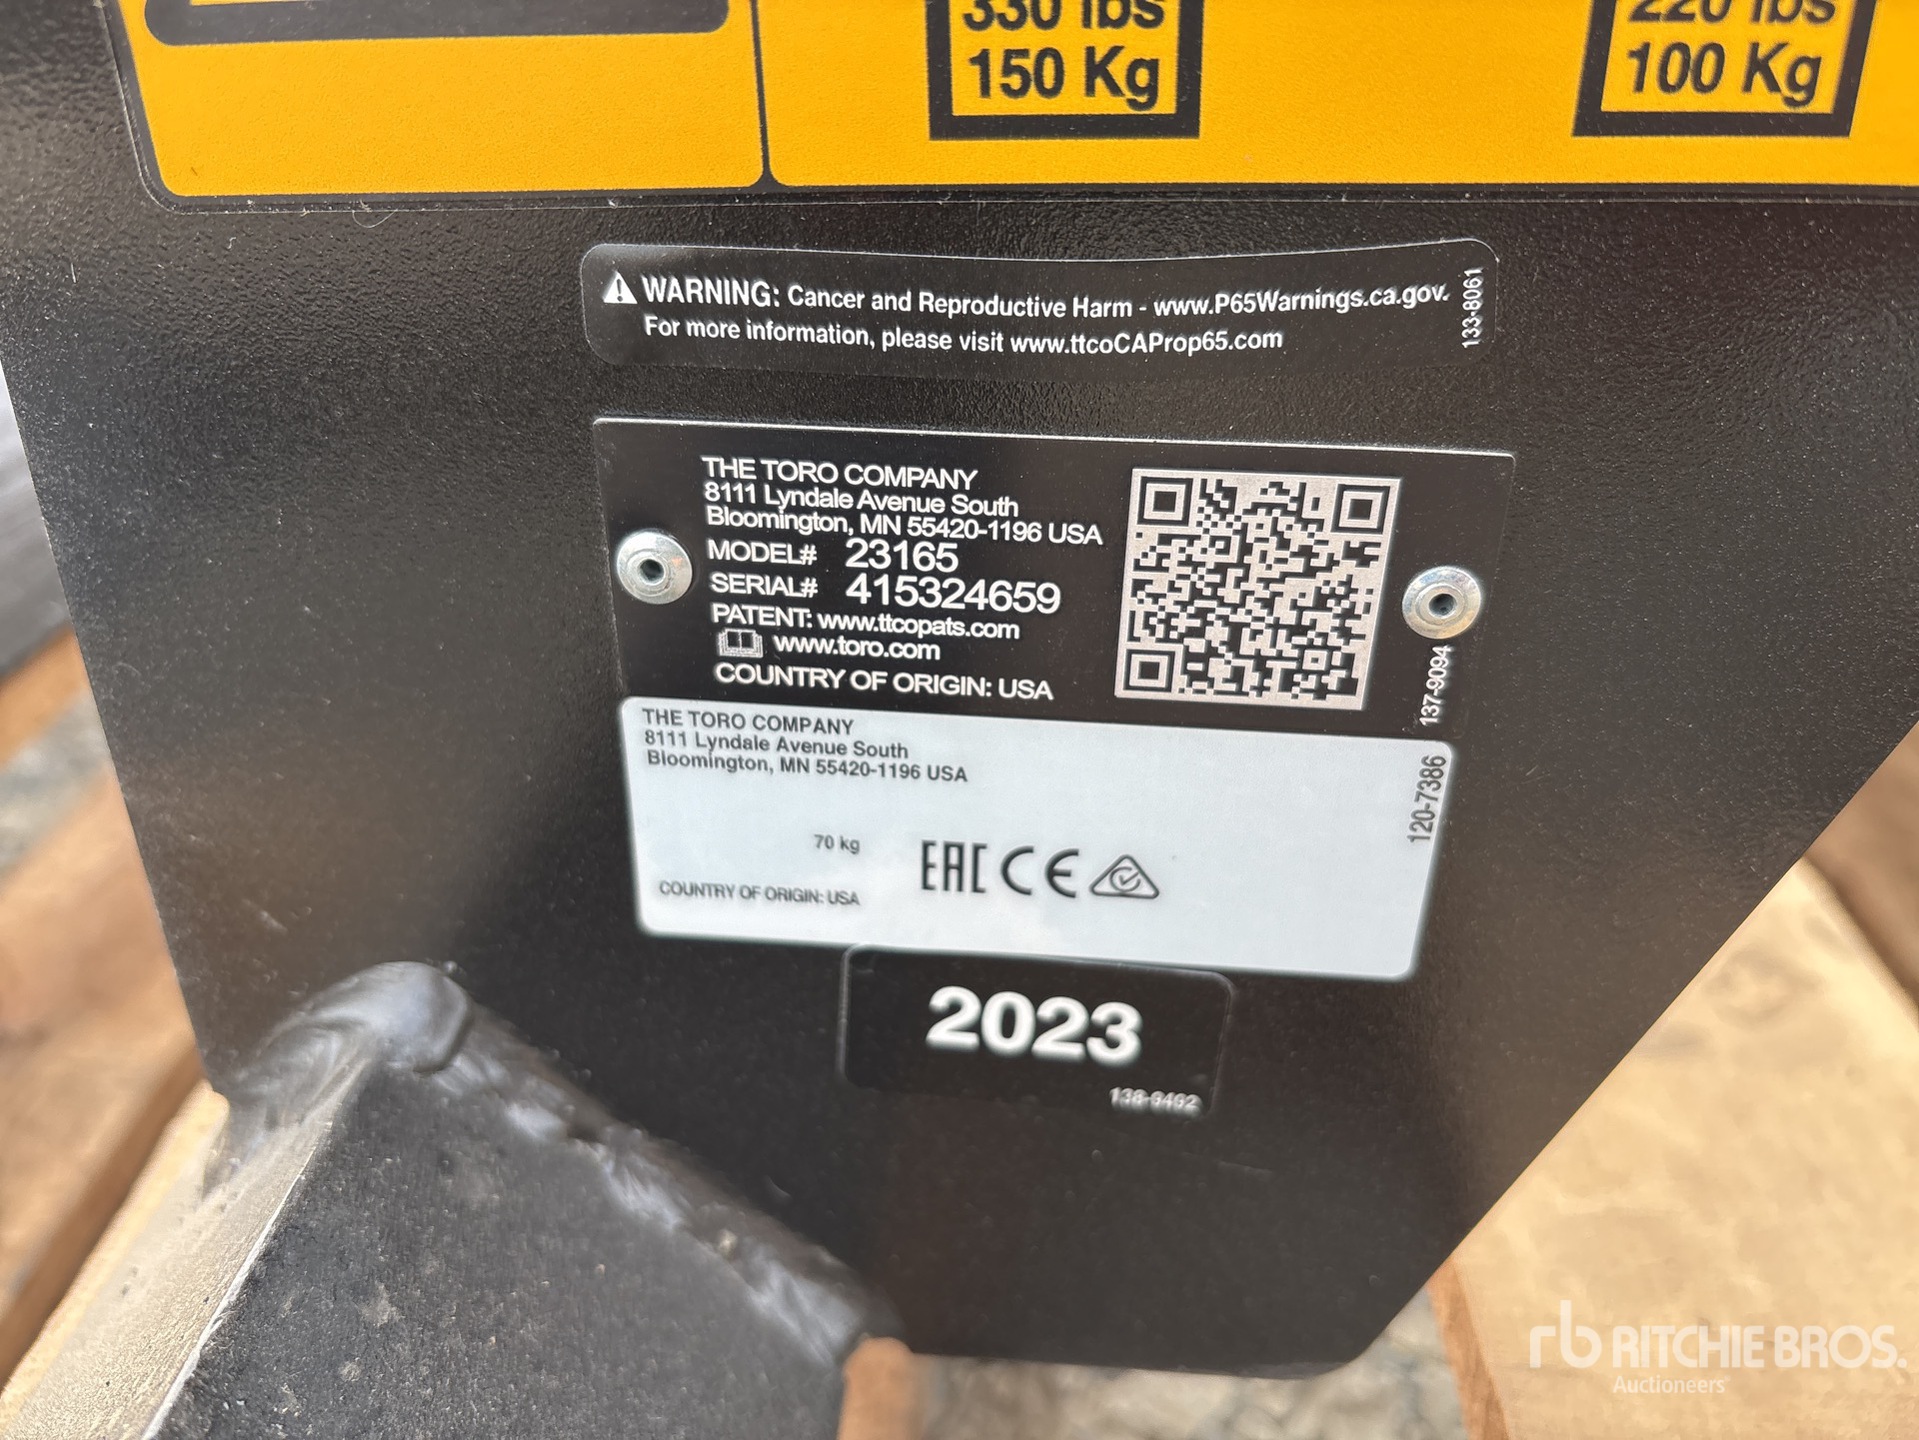 330 lbs
150 Kg
220 lbs
100 Kg
WARNING: Cancer and Reproductive Harm - www.P65Warnings.ca.gov.
For more information, please visit www.ttcoCAProp65.com
133-8061
THE TORO COMPANY
8111 Lyndale Avenue South
Bloomington, MN 55420-1196 USA
MODEL# 23165
SERIAL# 415324659
PATENT: www.ttcopats.com
www.toro.com
COUNTRY OF ORIGIN: USA
137-9094
THE TORO COMPANY
8111 Lyndale Avenue South
Bloomington, MN 55420-1196 USA
120-7386
70 kg
EAC CE
COUNTRY OF ORIGIN: USA
2023
138-9492
rb RITCHIE BROS.
Auctioneers